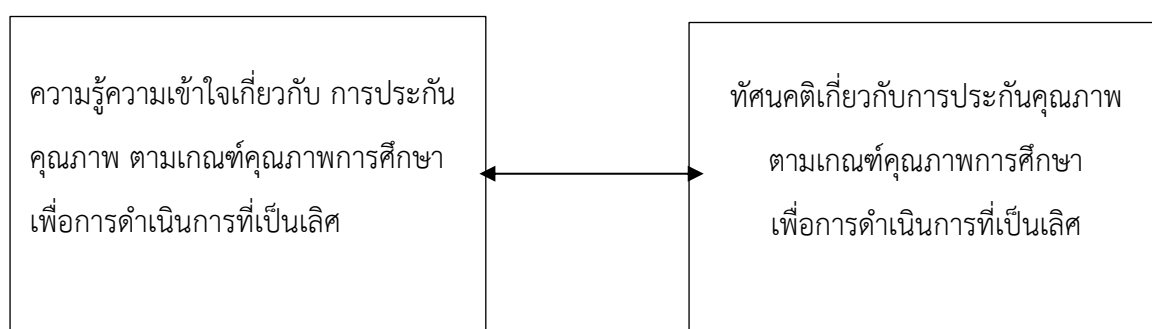 ความรู้ความเข้าใจเกี่ยวกับ การประกัน
คุณภาพ ตามเกณฑ์คุณภาพการศึกษา
เพื่อการดำเนินการที่เป็นเลิศ
ทัศนคติเกี่ยวกับการประกันคุณภาพ
ตามเกณฑ์คุณภาพการศึกษา
เพื่อการดำเนินการที่เป็นเลิศ